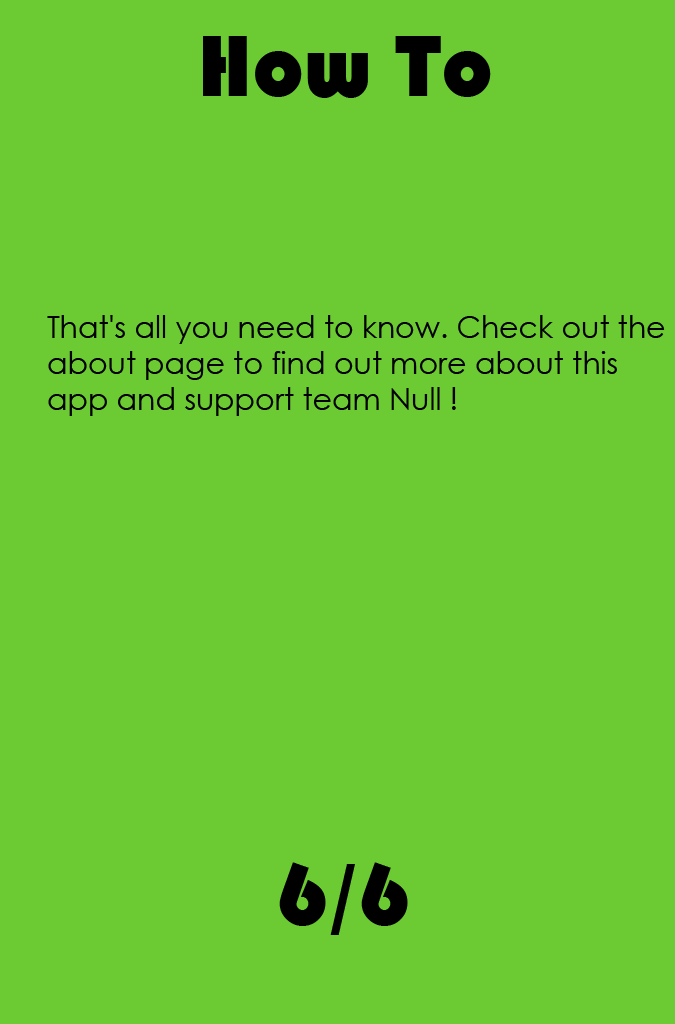 How To
That's all you need to know. Check out the
about page to find out more about this
app and support team Null !
6/6